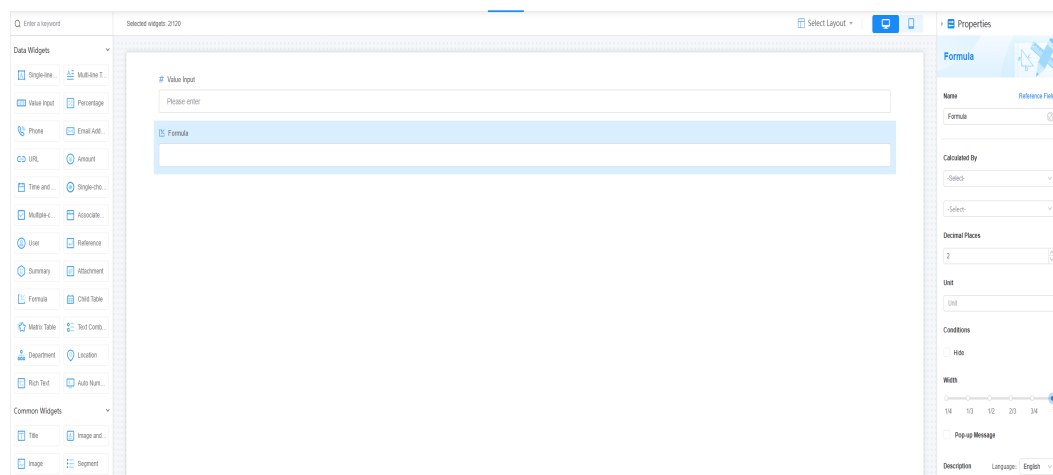 Enter a keyword
Selected widgets: 2/120
Select Layout
Properties
Data Widgets
Single-line... Multi-line T...
Value Input Percentage
Phone Email Add...
URL Amount
Time and ... Single-cho...
Multiple-c... Associate...
User Reference
Summary Attachment
Formula Child Table
Matrix Table Text Comb...
Department Location
Rich Text Auto Num...
Common Widgets
Title Image and...
Image Segment
# Value Input
Please enter
Formula
Formula
Name Reference Field
Formula
Calculated By
-Select-
-Select-
Decimal Places
2
Unit
Unit
Conditions
Hide
Width
1/4 1/3 1/2 2/3 3/4
Pop-up Message
Description Language: English